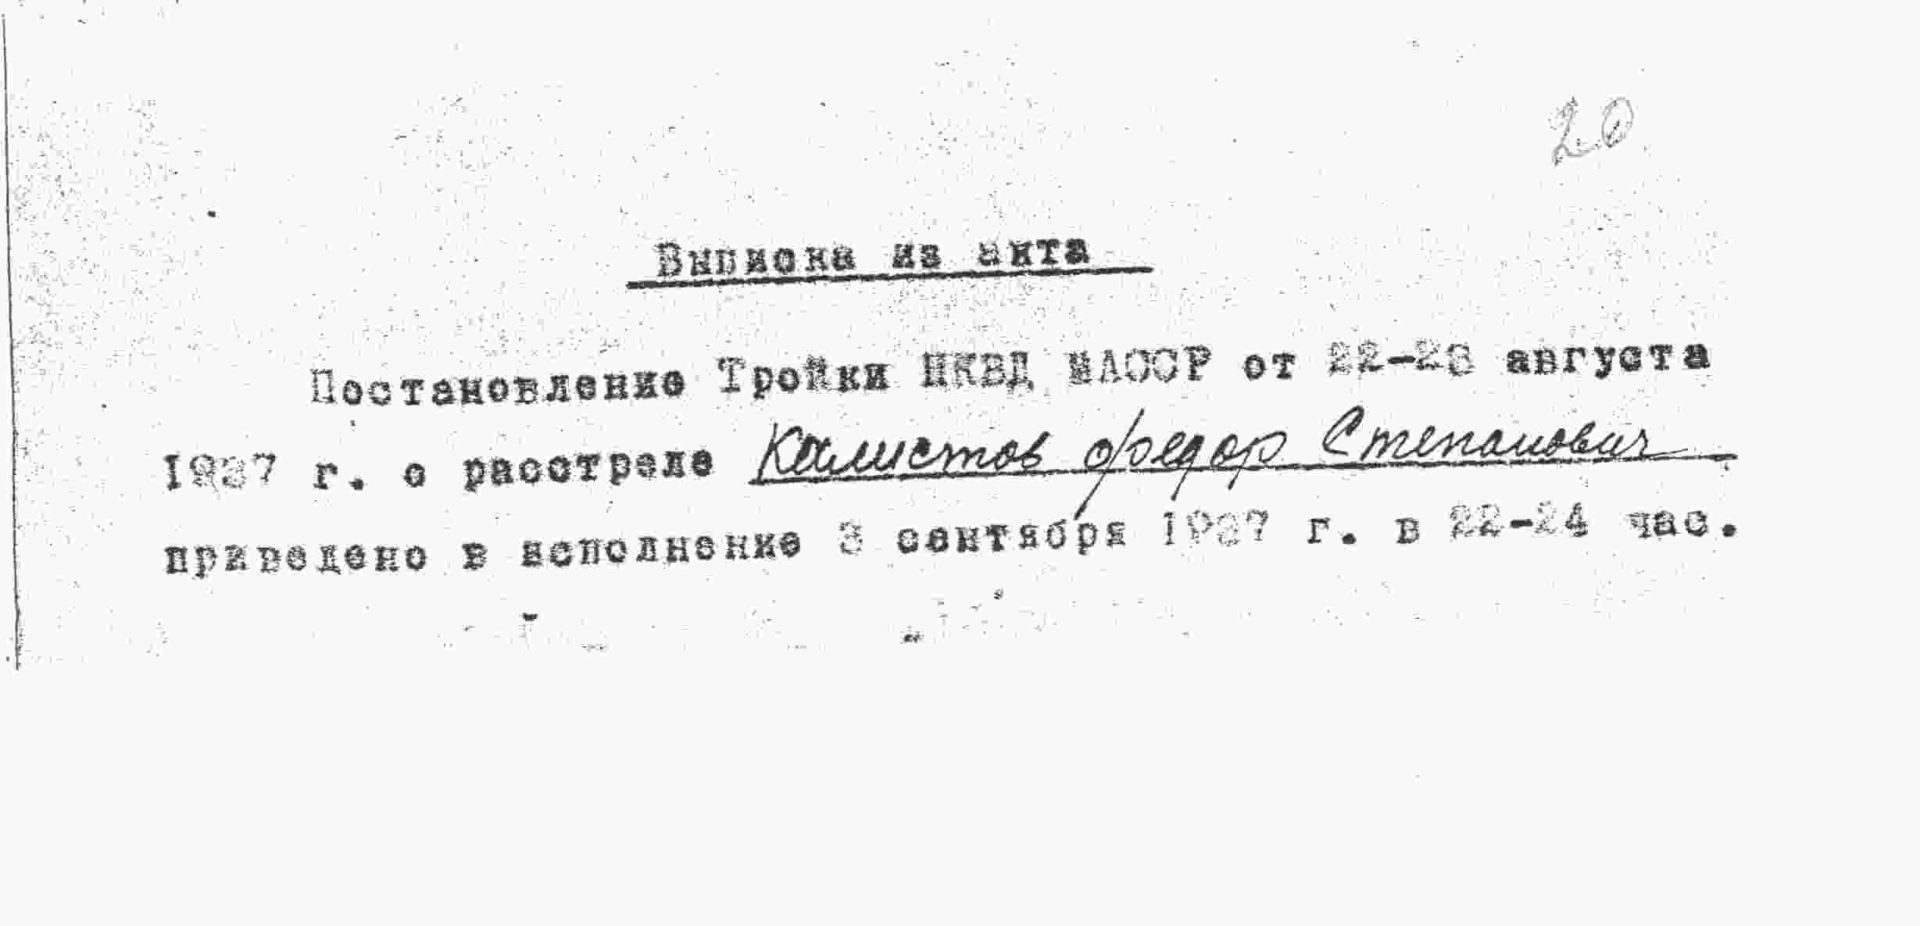 20
Выписка из акта
Постановление Тройки НКВД МАССР от 22-23 августа
1937 г. о расстреле Калистов Федор Степанович
приведено в исполнение 3 сентября 1937 г. в 22-24 час.